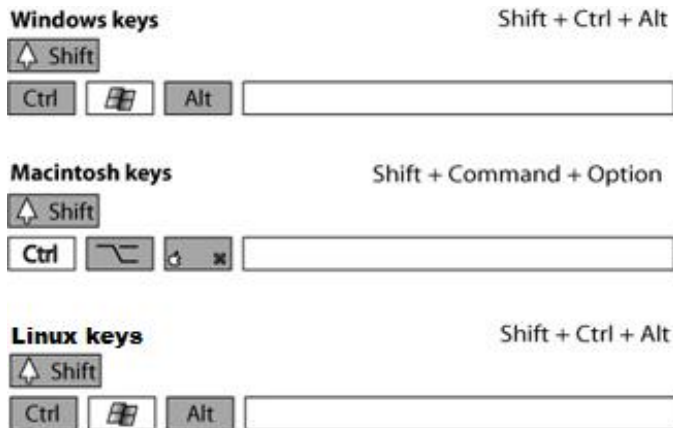 Windows keys Shift + Ctrl + Alt
Shift
Ctrl Alt
Macintosh keys Shift + Command + Option
Shift
Ctrl ⌥ ⌘
Linux keys Shift + Ctrl + Alt
Shift
Ctrl Alt